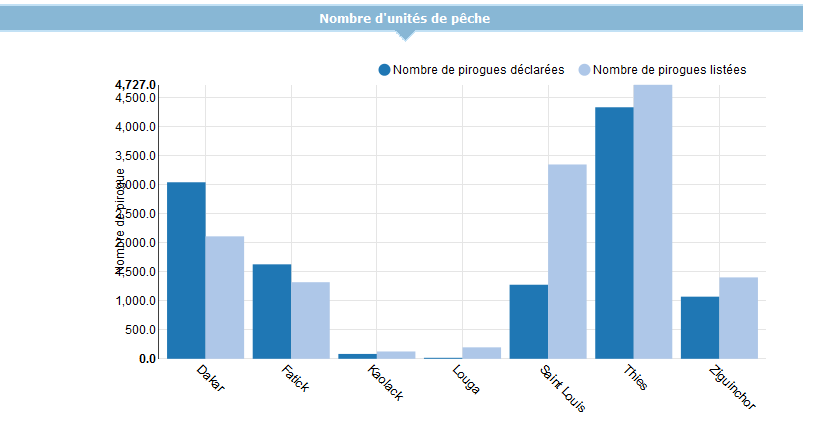 Nombre d'unités de pêche
Nombre de pirogues déclarées
Nombre de pirogues listées
4,727.0
4,500.0
4,000.0
3,500.0
3,000.0
2,500.0
2,000.0
1,500.0
1,000.0
500.0
0.0
Nombre de pirogue
Dakar
Fatick
Kaolack
Louga
Saint Louis
Thies
Ziguinchor